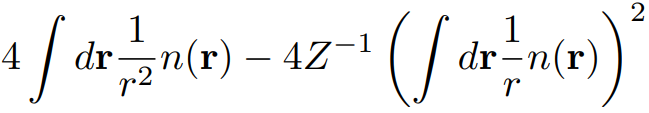 4 ∫ d𝐫 1/r² n(𝐫) − 4Z⁻¹ (∫ d𝐫 1/r n(𝐫))²